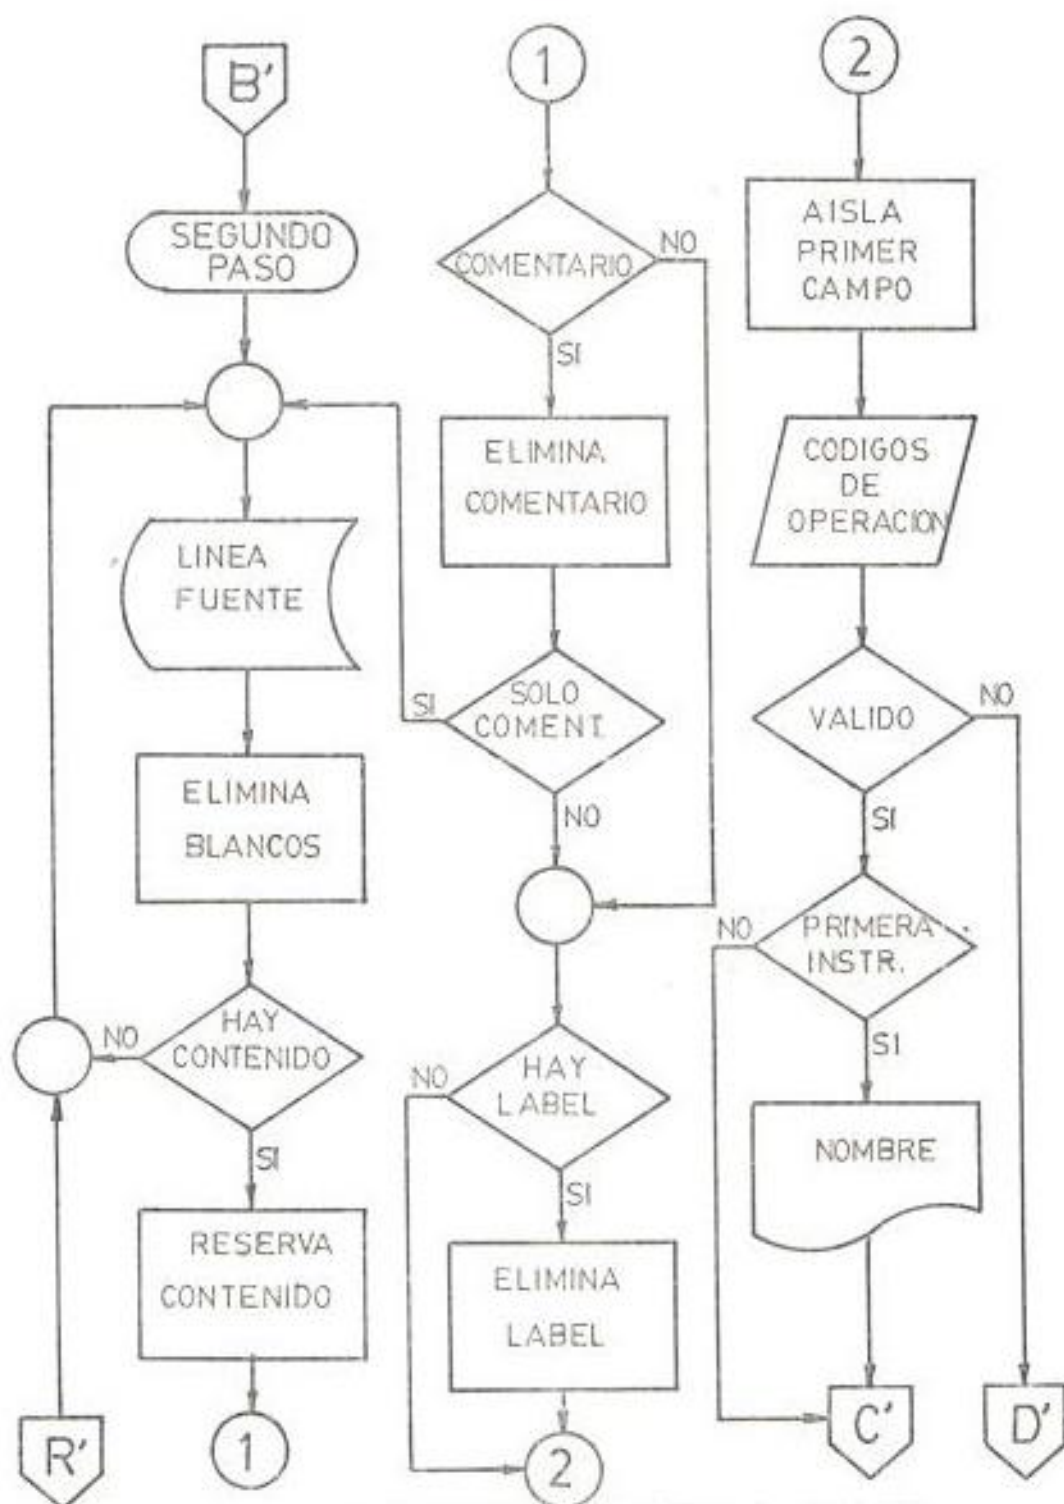 B'
SEGUNDO
PASO
LINEA
FUENTE
ELIMINA
BLANCOS
HAY
CONTENIDO
NO
SI
RESERVA
CONTENIDO
R'
1
1
COMENTARIO
NO
SI
ELIMINA
COMENTARIO
SOLO
COMENT.
SI
NO
HAY
LABEL
NO
SI
ELIMINA
LABEL
2
2
AISLA
PRIMER
CAMPO
CODIGOS
DE
OPERACION
VALIDO
NO
SI
PRIMERA
INSTR.
NO
SI
NOMBRE
C'
D'